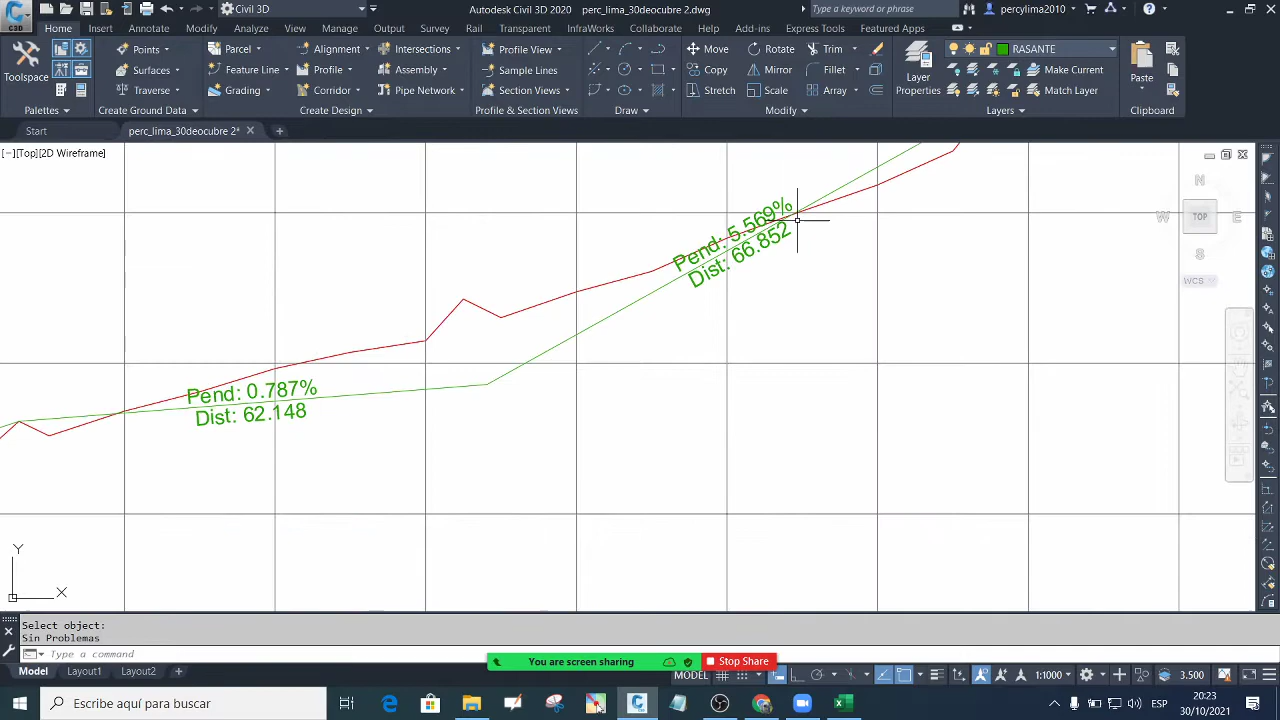 Civil 3D
Autodesk Civil 3D 2020 perc_lima_30deocubre 2.dwg
Type a keyword or phrase
percylima2010
Home Insert Annotate Modify Analyze View Manage Output Survey Rail Transparent InfraWorks Collaborate Help Add-ins Express Tools Featured Apps
Toolspace
Palettes
Points
Surfaces
Traverse
Create Ground Data
Parcel
Feature Line
Grading
Alignment
Profile
Corridor
Intersections
Assembly
Pipe Network
Create Design
Profile View
Sample Lines
Section Views
Profile & Section Views
Draw
Move
Copy
Stretch
Rotate
Mirror
Scale
Trim
Fillet
Array
Modify
Layer
Properties
RASANTE
Make Current
Match Layer
Layers
Paste
Clipboard
Start
perc_lima_30deocubre 2*
[−][Top][2D Wireframe]
N
W
TOP
E
S
WCS
Pend: 5.569%
Dist: 66.852
Pend: 0.787%
Dist: 62.148
Y
X
Select object:
Sin Problemas
Type a command
You are screen sharing
Stop Share
Model Layout1 Layout2
MODEL
1:1000
3.500
Escribe aquí para buscar
ESP
20:23
30/10/2021